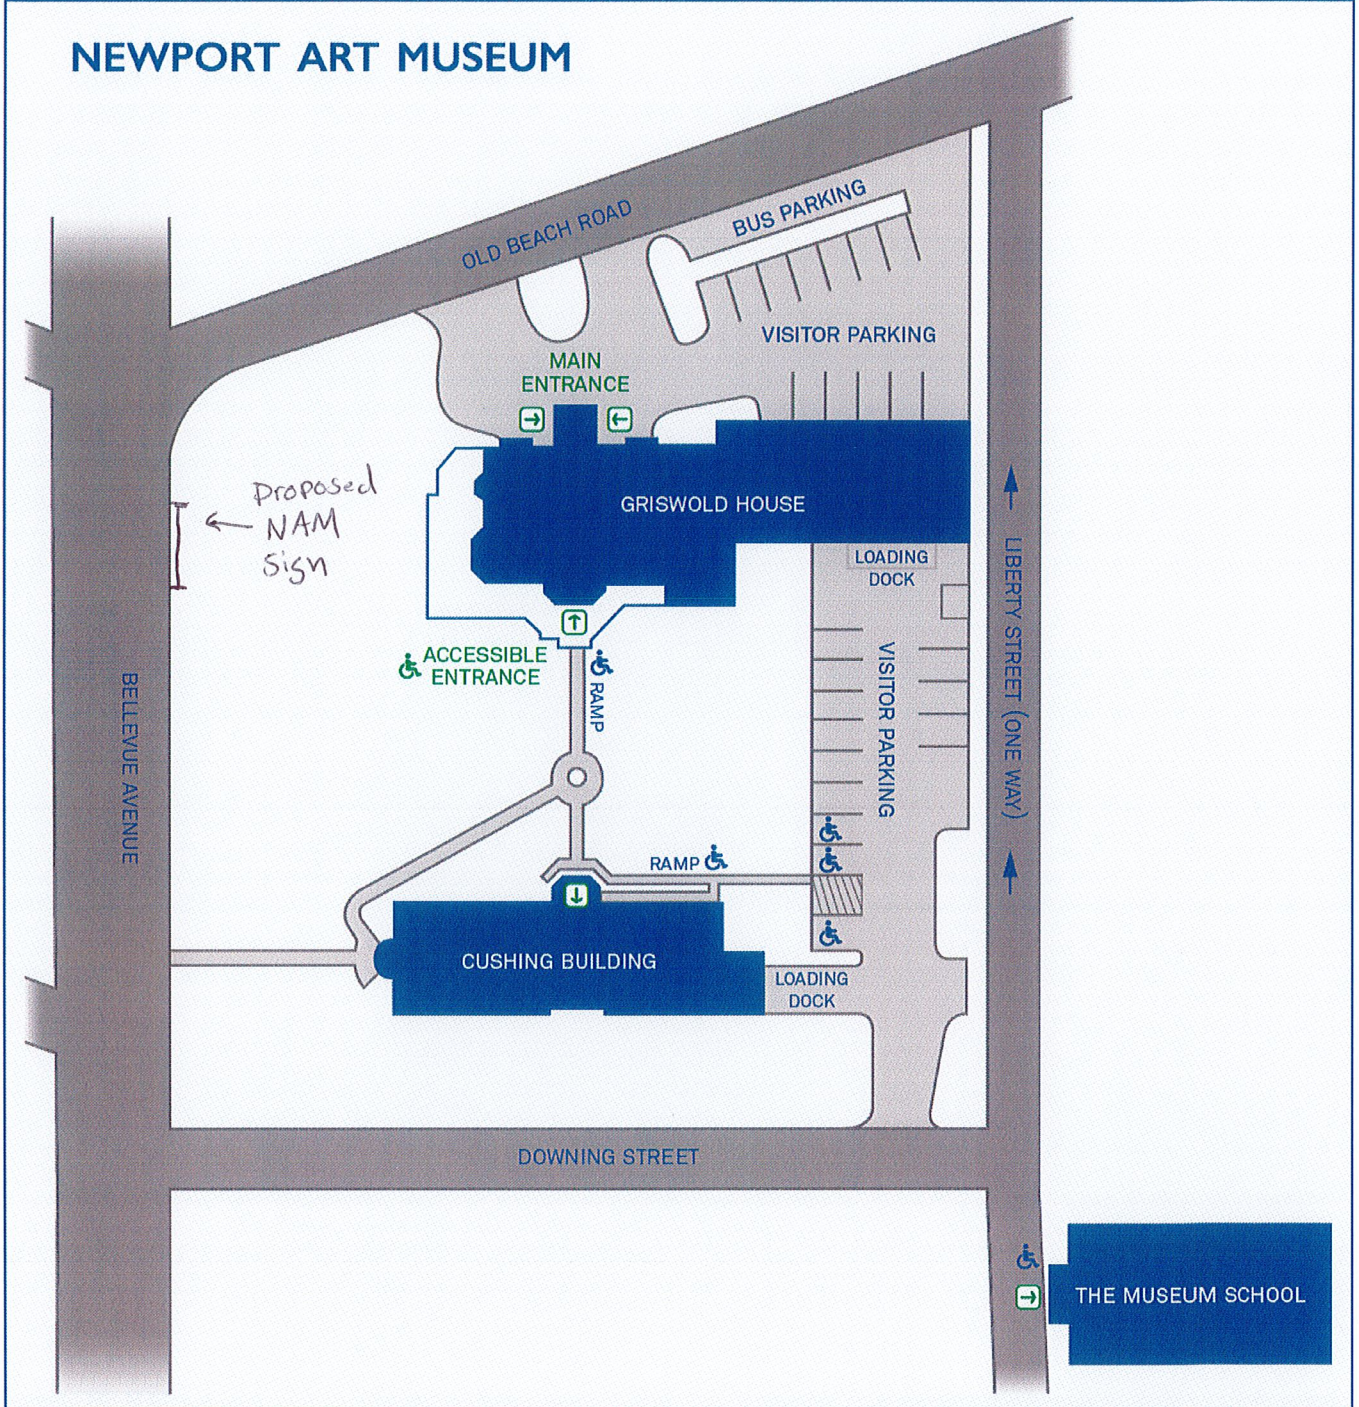 NEWPORT ART MUSEUM
OLD BEACH ROAD
BUS PARKING
VISITOR PARKING
MAIN
ENTRANCE
GRISWOLD HOUSE
Proposed
NAM
Sign
LOADING
DOCK
ACCESSIBLE
ENTRANCE
RAMP
VISITOR PARKING
LIBERTY STREET (ONE WAY)
BELLEVUE AVENUE
RAMP
CUSHING BUILDING
LOADING
DOCK
DOWNING STREET
THE MUSEUM SCHOOL